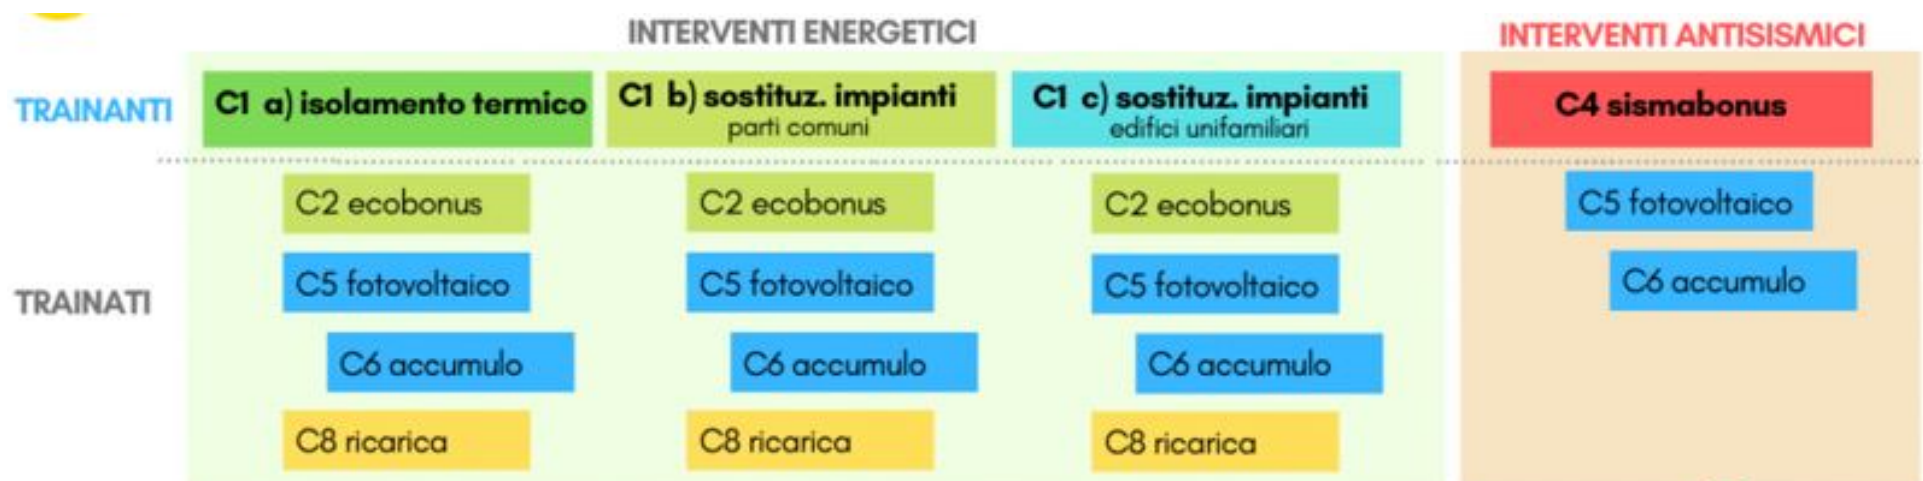 INTERVENTI ENERGETICI
INTERVENTI ANTISISMICI
TRAINANTI
C1 a) isolamento termico
C1 b) sostituz. impianti
parti comuni
C1 c) sostituz. impianti
edifici unifamiliari
C4 sismabonus
TRAINATI
C2 ecobonus
C5 fotovoltaico
C6 accumulo
C8 ricarica
C2 ecobonus
C5 fotovoltaico
C6 accumulo
C8 ricarica
C2 ecobonus
C5 fotovoltaico
C6 accumulo
C8 ricarica
C5 fotovoltaico
C6 accumulo